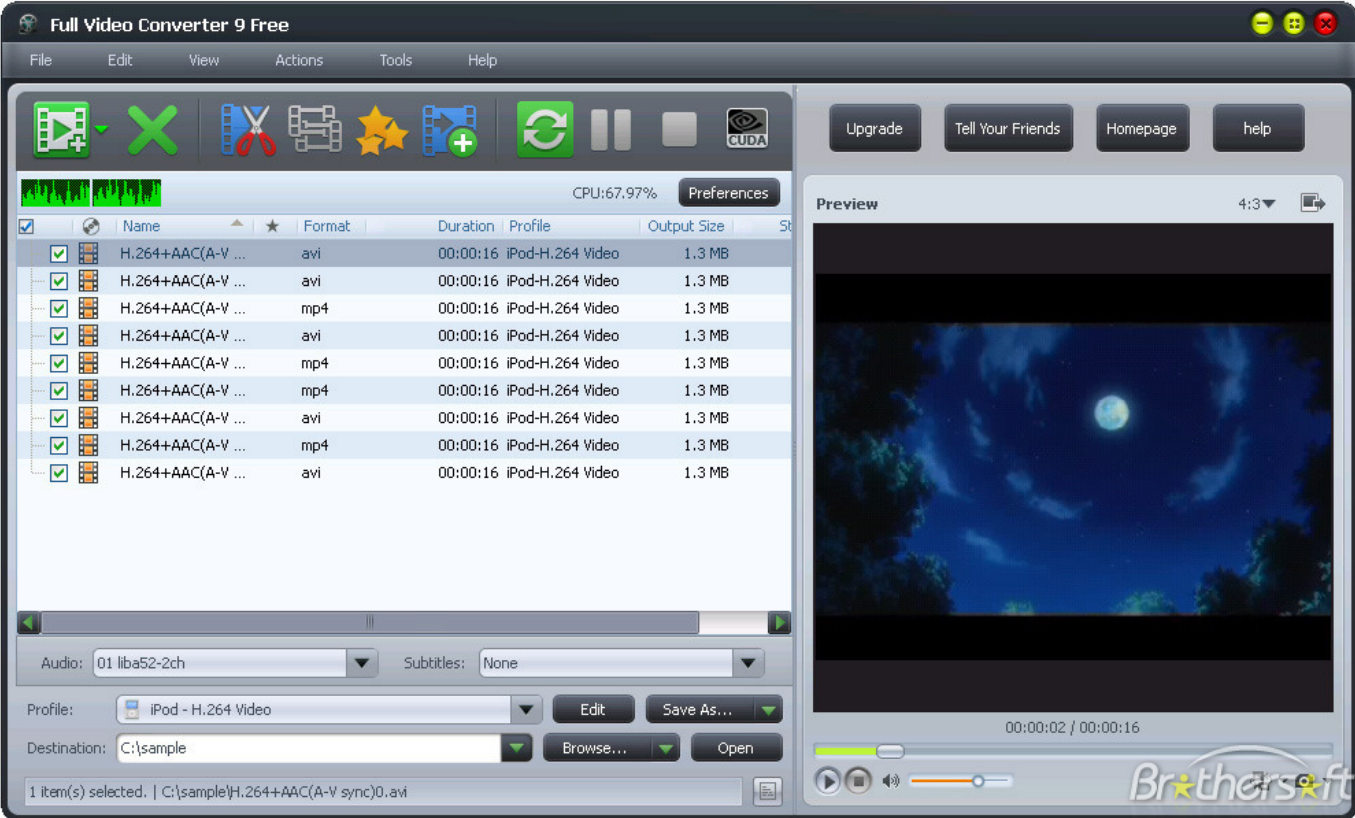 Full Video Converter 9 Free
File Edit View Actions Tools Help
CUDA
Upgrade Tell Your Friends Homepage help
CPU:67.97% Preferences
Preview 4:3
Name Format Duration Profile Output Size St
H.264+AAC(A-V ... avi 00:00:16 iPod-H.264 Video 1.3 MB
H.264+AAC(A-V ... avi 00:00:16 iPod-H.264 Video 1.3 MB
H.264+AAC(A-V ... mp4 00:00:16 iPod-H.264 Video 1.3 MB
H.264+AAC(A-V ... avi 00:00:16 iPod-H.264 Video 1.3 MB
H.264+AAC(A-V ... mp4 00:00:16 iPod-H.264 Video 1.3 MB
H.264+AAC(A-V ... mp4 00:00:16 iPod-H.264 Video 1.3 MB
H.264+AAC(A-V ... avi 00:00:16 iPod-H.264 Video 1.3 MB
H.264+AAC(A-V ... mp4 00:00:16 iPod-H.264 Video 1.3 MB
H.264+AAC(A-V ... avi 00:00:16 iPod-H.264 Video 1.3 MB
Audio: 01 liba52-2ch Subtitles: None
Profile: iPod - H.264 Video Edit Save As...
Destination: C:\sample Browse... Open
1 item(s) selected. | C:\sample\H.264+AAC(A-V sync)0.avi
00:00:02 / 00:00:16
Brothersoft